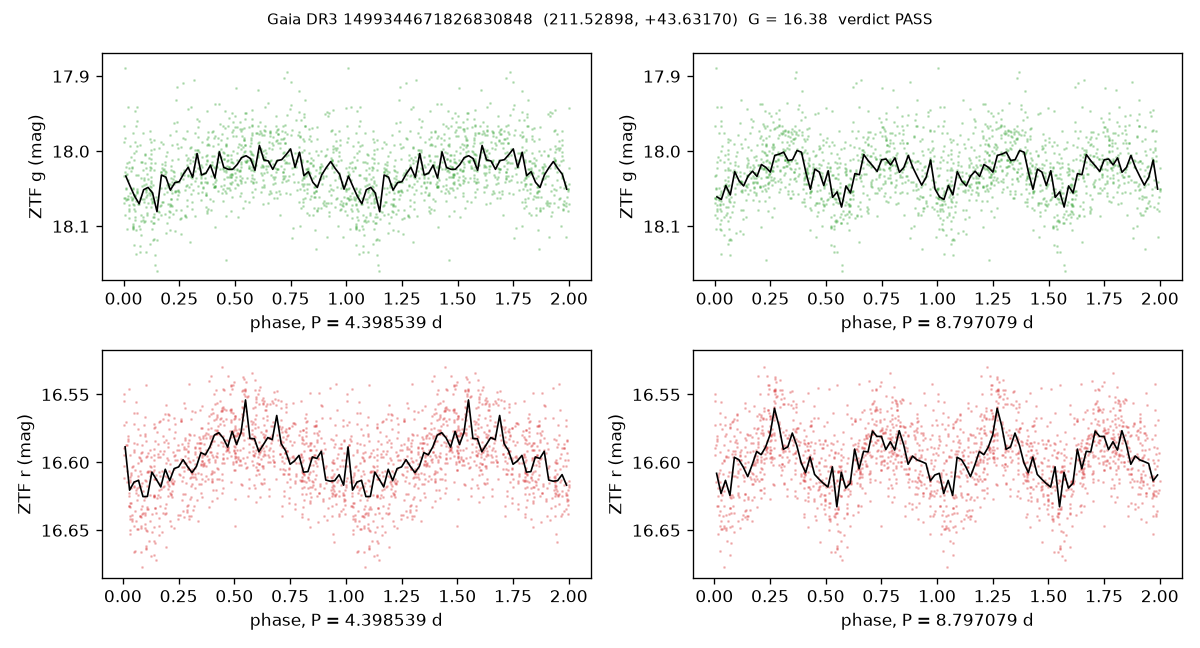 Gaia DR3 1499344671826830848 (211.52898, +43.63170) G = 16.38 verdict PASS
ZTF g (mag)
17.9
18.0
18.1
0.00 0.25 0.50 0.75 1.00 1.25 1.50 1.75 2.00
phase, P = 4.398539 d
ZTF g (mag)
17.9
18.0
18.1
0.00 0.25 0.50 0.75 1.00 1.25 1.50 1.75 2.00
phase, P = 8.797079 d
ZTF r (mag)
16.55
16.60
16.65
0.00 0.25 0.50 0.75 1.00 1.25 1.50 1.75 2.00
phase, P = 4.398539 d
ZTF r (mag)
16.55
16.60
16.65
0.00 0.25 0.50 0.75 1.00 1.25 1.50 1.75 2.00
phase, P = 8.797079 d